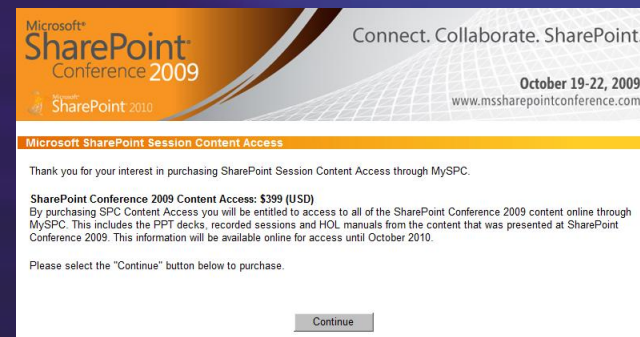 Microsoft®
SharePoint®
Conference 2009
Microsoft®
SharePoint® 2010
Connect. Collaborate. SharePoint.
October 19-22, 2009
www.mssharepointconference.com
Microsoft SharePoint Session Content Access
Thank you for your interest in purchasing SharePoint Session Content Access through MySPC.
SharePoint Conference 2009 Content Access: $399 (USD)
By purchasing SPC Content Access you will be entitled to access to all of the SharePoint Conference 2009 content online through
MySPC. This includes the PPT decks, recorded sessions and HOL manuals from the content that was presented at SharePoint
Conference 2009. This information will be available online for access until October 2010.
Please select the "Continue" button below to purchase.
Continue